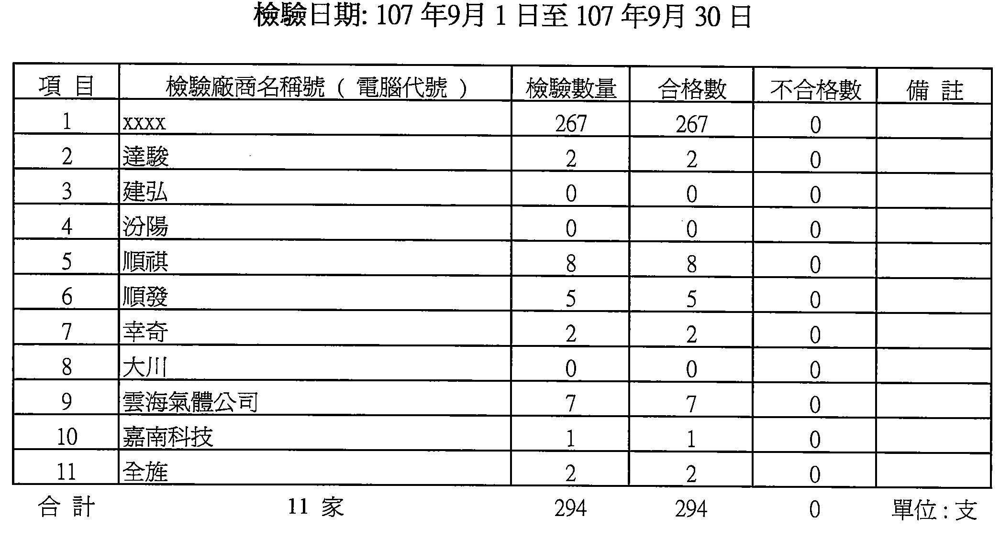 檢驗日期: 107 年9月 1 日至 107 年9月 30 日
項 目 檢驗廠商名稱號 ( 電腦代號 ) 檢驗數量 合格數 不合格數 備 註
1 xxxx 267 267 0
2 達駿 2 2 0
3 建弘 0 0 0
4 汾陽 0 0 0
5 順祺 8 8 0
6 順發 5 5 0
7 幸奇 2 2 0
8 大川 0 0 0
9 雲海氣體公司 7 7 0
10 嘉南科技 1 1 0
11 全旌 2 2 0
合 計 11 家 294 294 0 單位 : 支